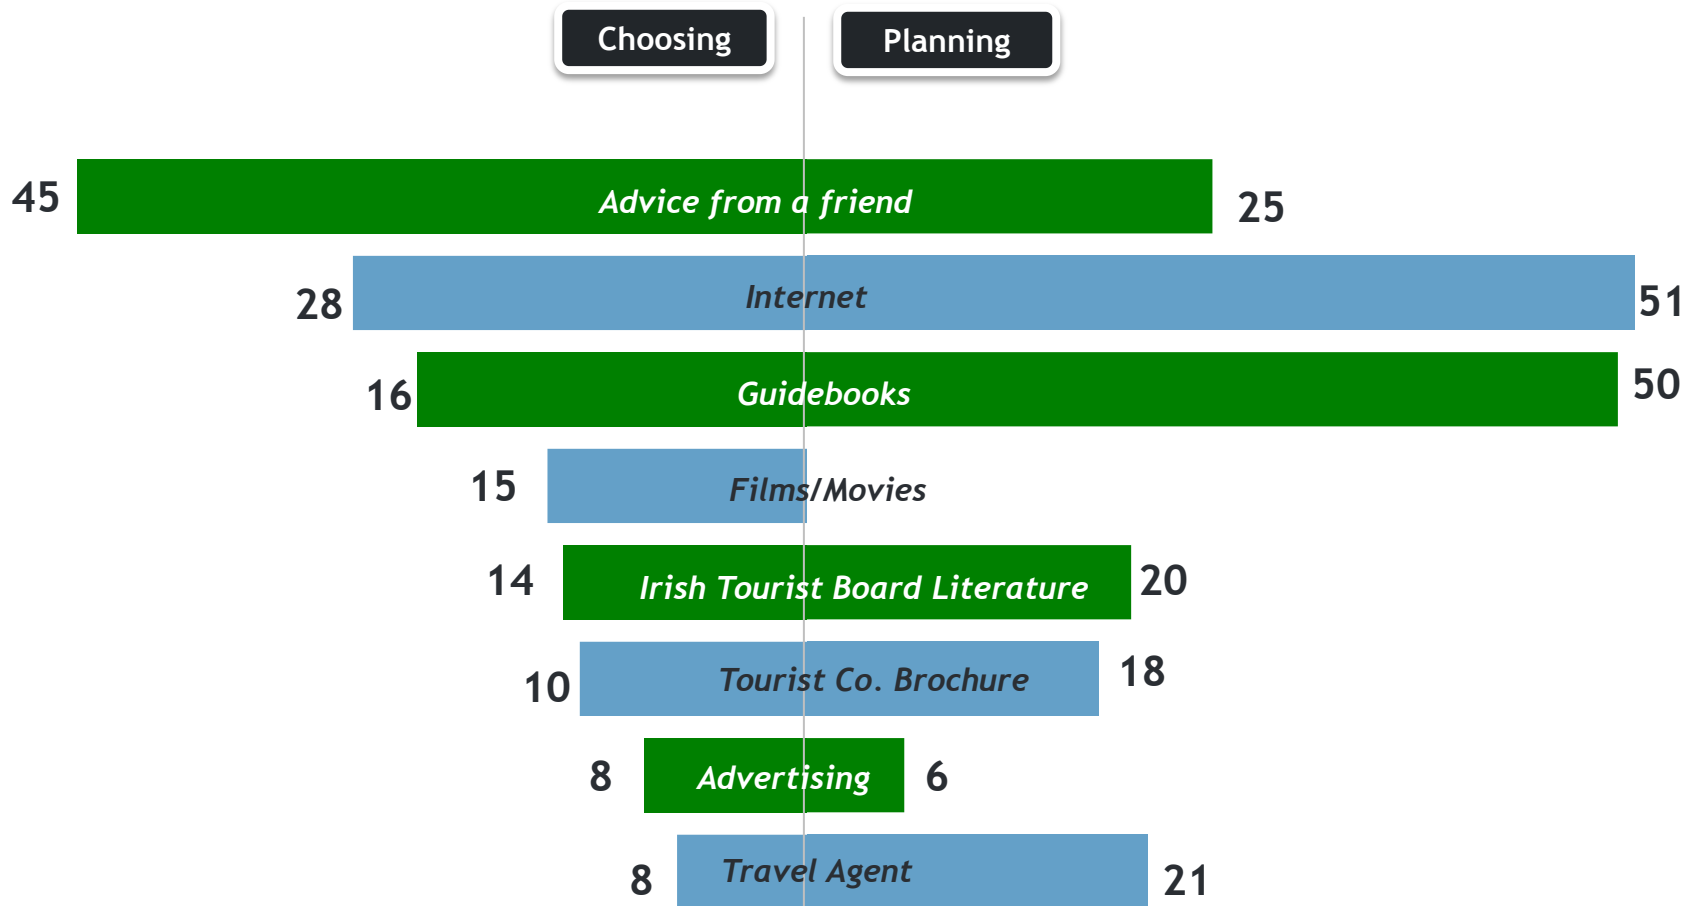 Choosing Planning
45 Advice from a friend 25
28 Internet 51
16 Guidebooks 50
15 Films/Movies
14 Irish Tourist Board Literature 20
10 Tourist Co. Brochure 18
8 Advertising 6
8 Travel Agent 21